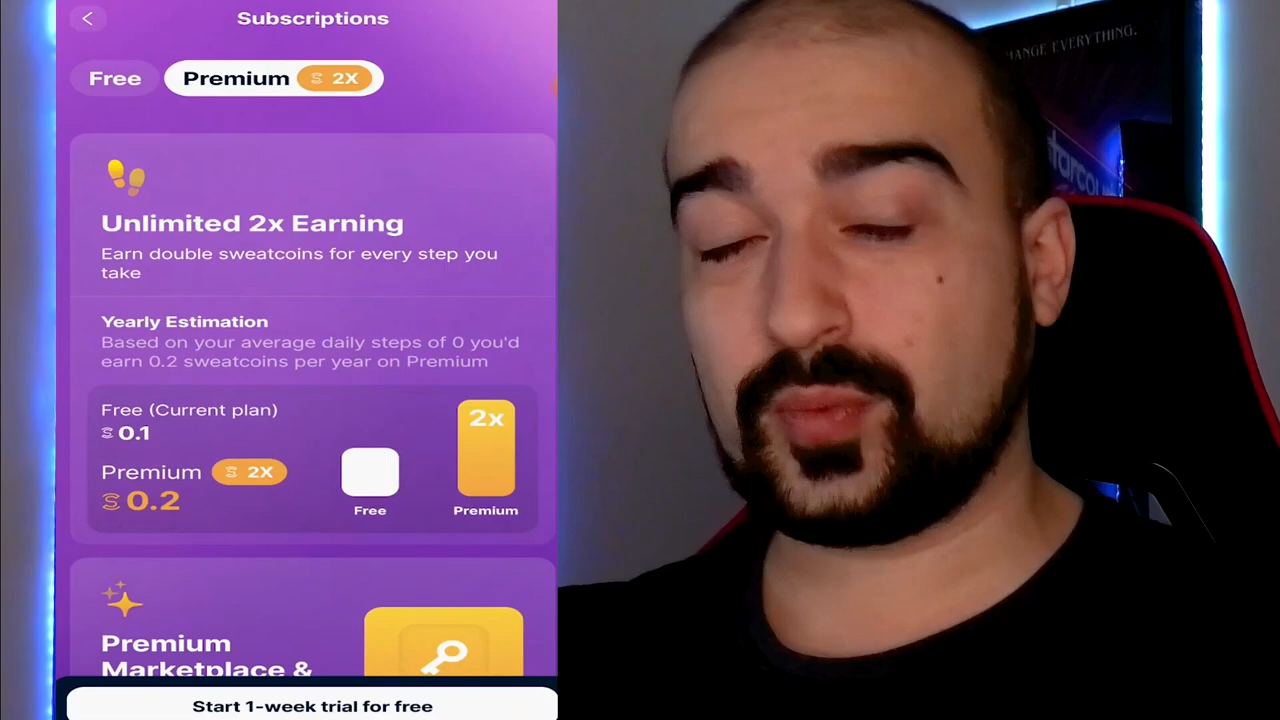 Subscriptions
Free
Premium 2X
Unlimited 2x Earning
Earn double sweatcoins for every step you
take
Yearly Estimation
Based on your average daily steps of 0 you'd
earn 0.2 sweatcoins per year on Premium
Free (Current plan)
0.1
Premium 2X
0.2
2x
Free
Premium
Premium
Marketplace &
Start 1-week trial for free
HANGE EVERYTHING.